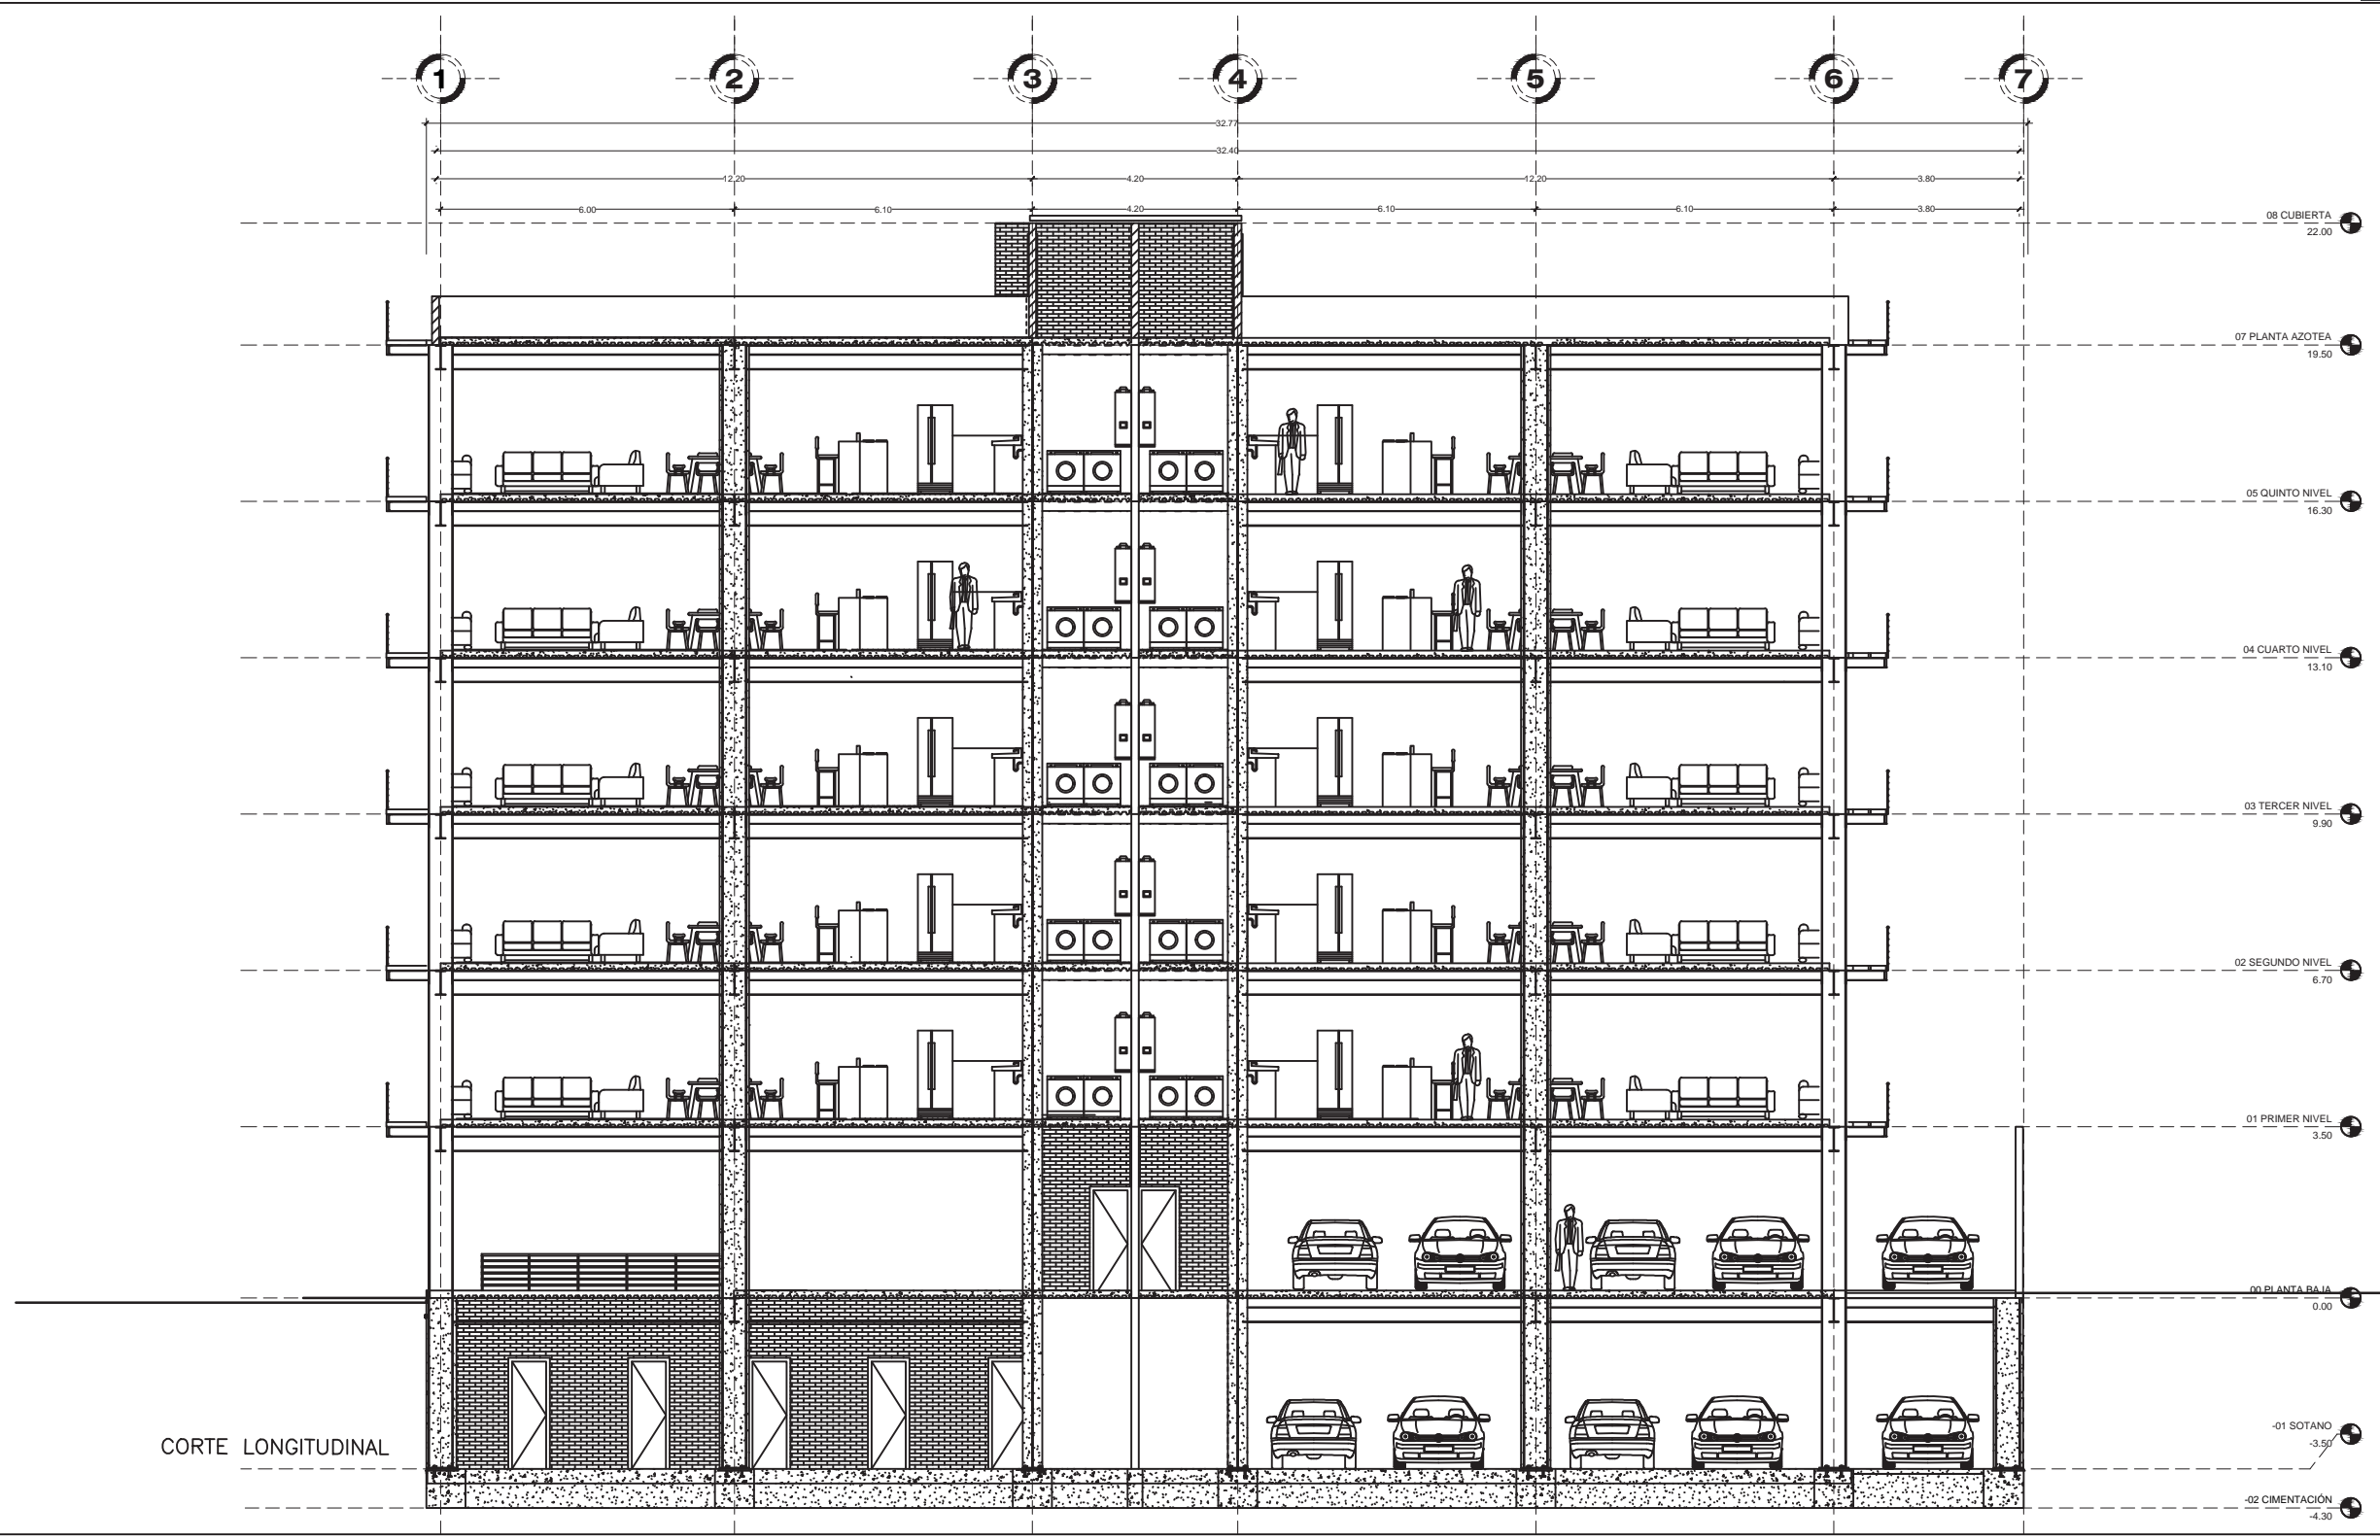 1 2 3 4 5 6 7
32.77
32.40
12.20 4.20 12.20 3.80
6.00 6.10 4.20 6.10 6.10 3.80
08 CUBIERTA
22.00
07 PLANTA AZOTEA
19.50
05 QUINTO NIVEL
16.30
04 CUARTO NIVEL
13.10
03 TERCER NIVEL
9.90
02 SEGUNDO NIVEL
6.70
01 PRIMER NIVEL
3.50
00 PLANTA BAJA
0.00
-01 SOTANO
-3.50
CORTE LONGITUDINAL
-02 CIMENTACIÓN
-4.30